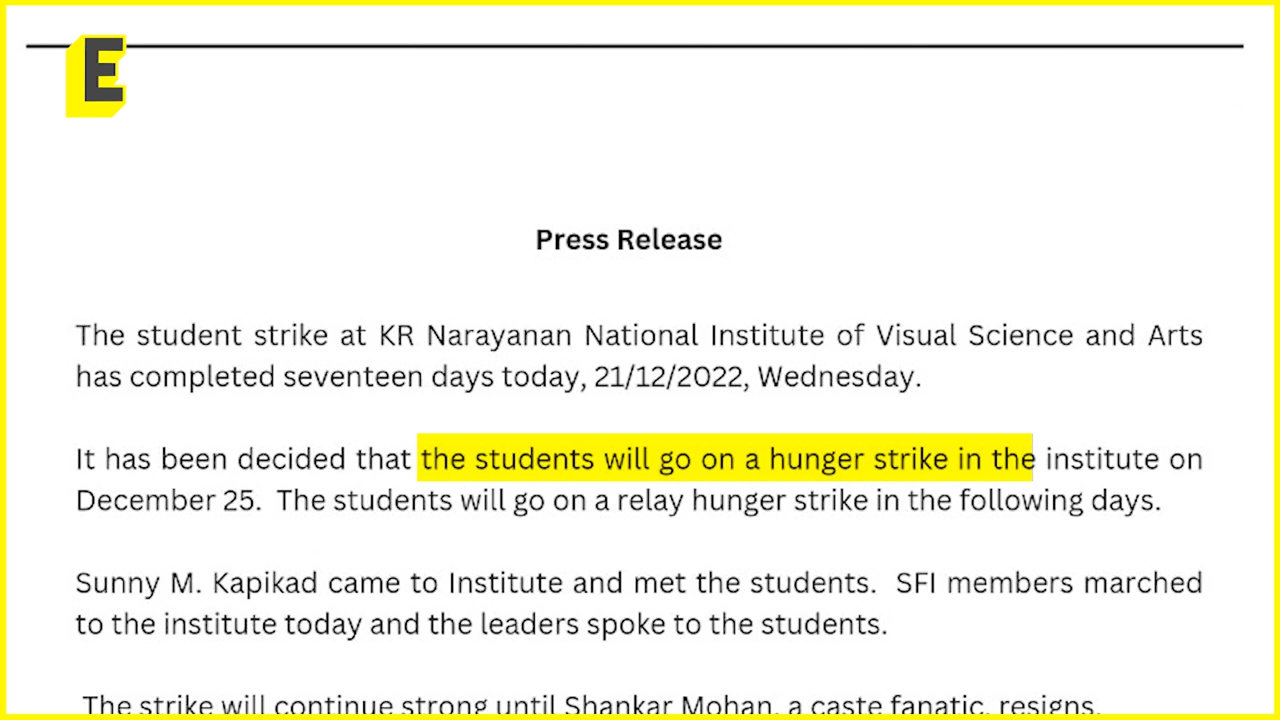 E
Press Release
The student strike at KR Narayanan National Institute of Visual Science and Arts
has completed seventeen days today, 21/12/2022, Wednesday.
It has been decided that the students will go on a hunger strike in the institute on
December 25. The students will go on a relay hunger strike in the following days.
Sunny M. Kapikad came to Institute and met the students. SFI members marched
to the institute today and the leaders spoke to the students.
The strike will continue strong until Shankar Mohan, a caste fanatic, resigns.